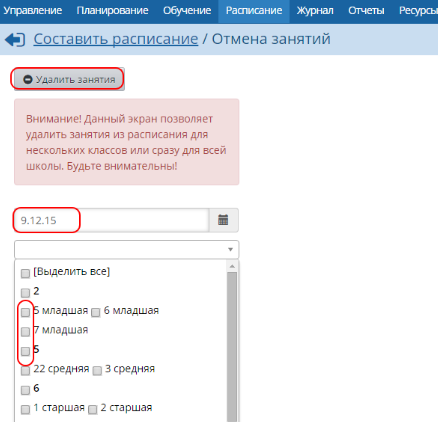 Управление Планирование Обучение Расписание Журнал Отчеты Ресурсы
Составить расписание / Отмена занятий
Удалить занятия
Внимание! Данный экран позволяет
удалить занятия из расписания для
нескольких классов или сразу для всей
школы. Будьте внимательны!
9.12.15
[Выделить все]
2
5 младшая 6 младшая
7 младшая
5
22 средняя 3 средняя
6
1 старшая 2 старшая